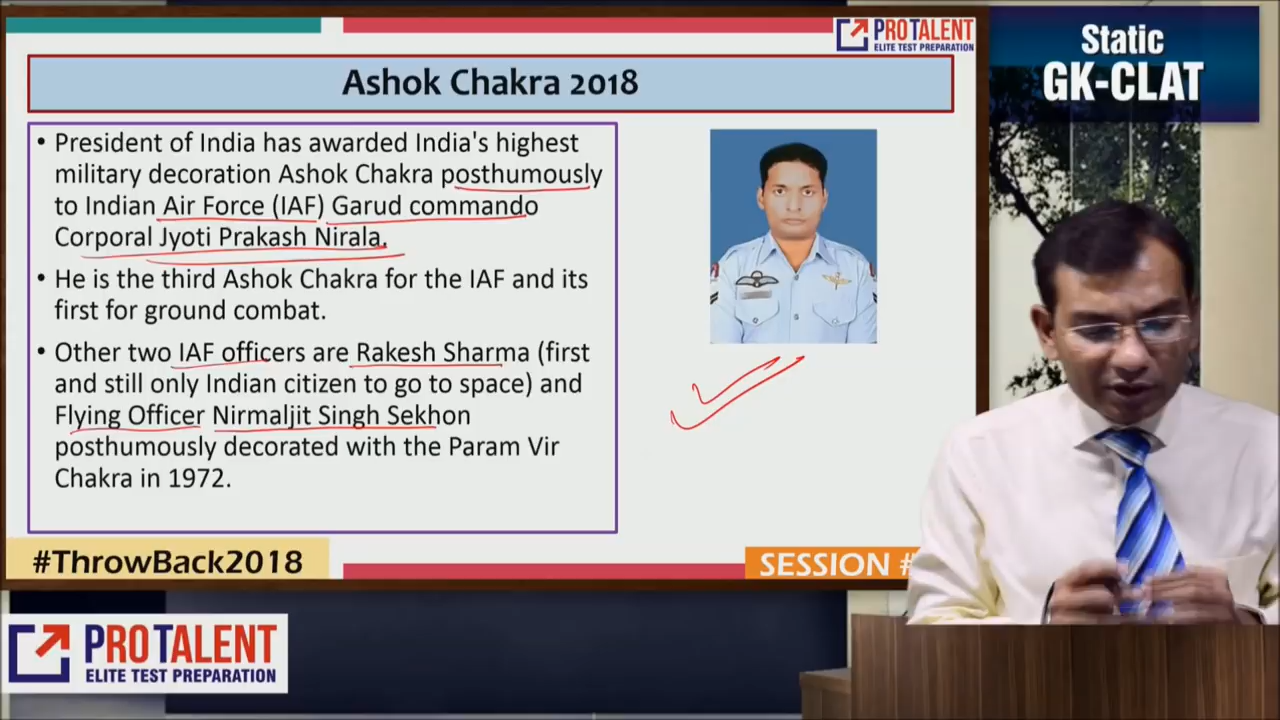 PROTALENT
ELITE TEST PREPARATION
Static
GK-CLAT
Ashok Chakra 2018
• President of India has awarded India's highest
military decoration Ashok Chakra posthumously
to Indian Air Force (IAF) Garud commando
Corporal Jyoti Prakash Nirala.
• He is the third Ashok Chakra for the IAF and its
first for ground combat.
• Other two IAF officers are Rakesh Sharma (first
and still only Indian citizen to go to space) and
Flying Officer Nirmaljit Singh Sekhon
posthumously decorated with the Param Vir
Chakra in 1972.
#ThrowBack2018
SESSION #
PROTALENT
ELITE TEST PREPARATION